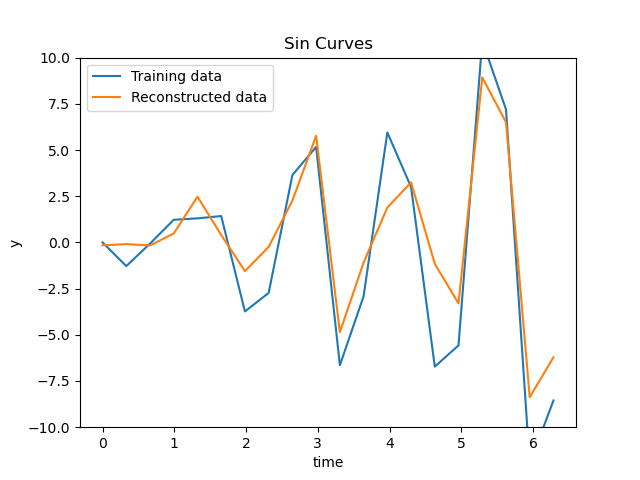 Sin Curves
10.0
7.5
5.0
2.5
0.0
−2.5
−5.0
−7.5
−10.0
y
Training data
Reconstructed data
0 1 2 3 4 5 6
time